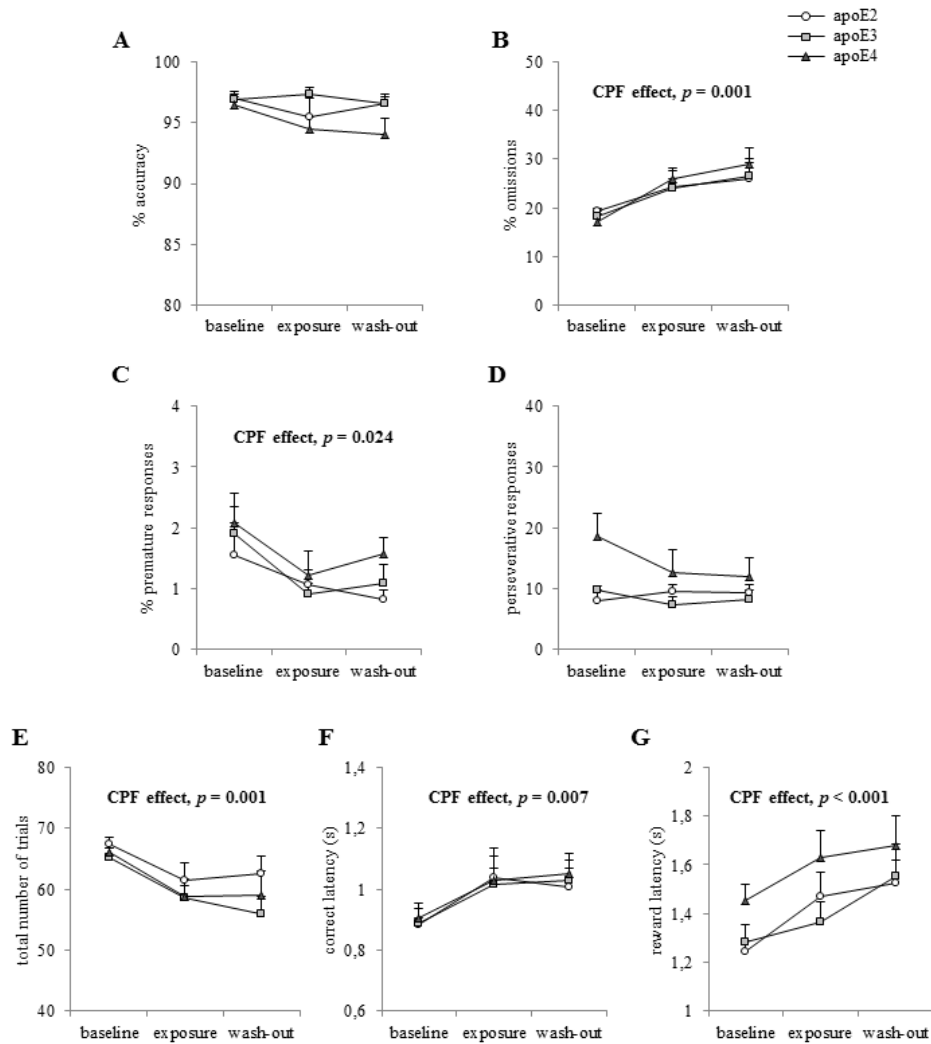 apoE2
apoE3
apoE4
A
100
95
90
85
80
% accuracy
baseline exposure wash-out
B
50
40
30
20
10
0
% omissions
CPF effect, p = 0.001
baseline exposure wash-out
C
4
3
2
1
0
% premature responses
CPF effect, p = 0.024
baseline exposure wash-out
D
40
30
20
10
0
perseverative responses
baseline exposure wash-out
E
80
70
60
50
40
total number of trials
CPF effect, p = 0.001
baseline exposure wash-out
F
1,4
1,2
1
0,8
0,6
correct latency (s)
CPF effect, p = 0.007
baseline exposure wash-out
G
2
1,8
1,6
1,4
1,2
1
reward latency (s)
CPF effect, p < 0.001
baseline exposure wash-out